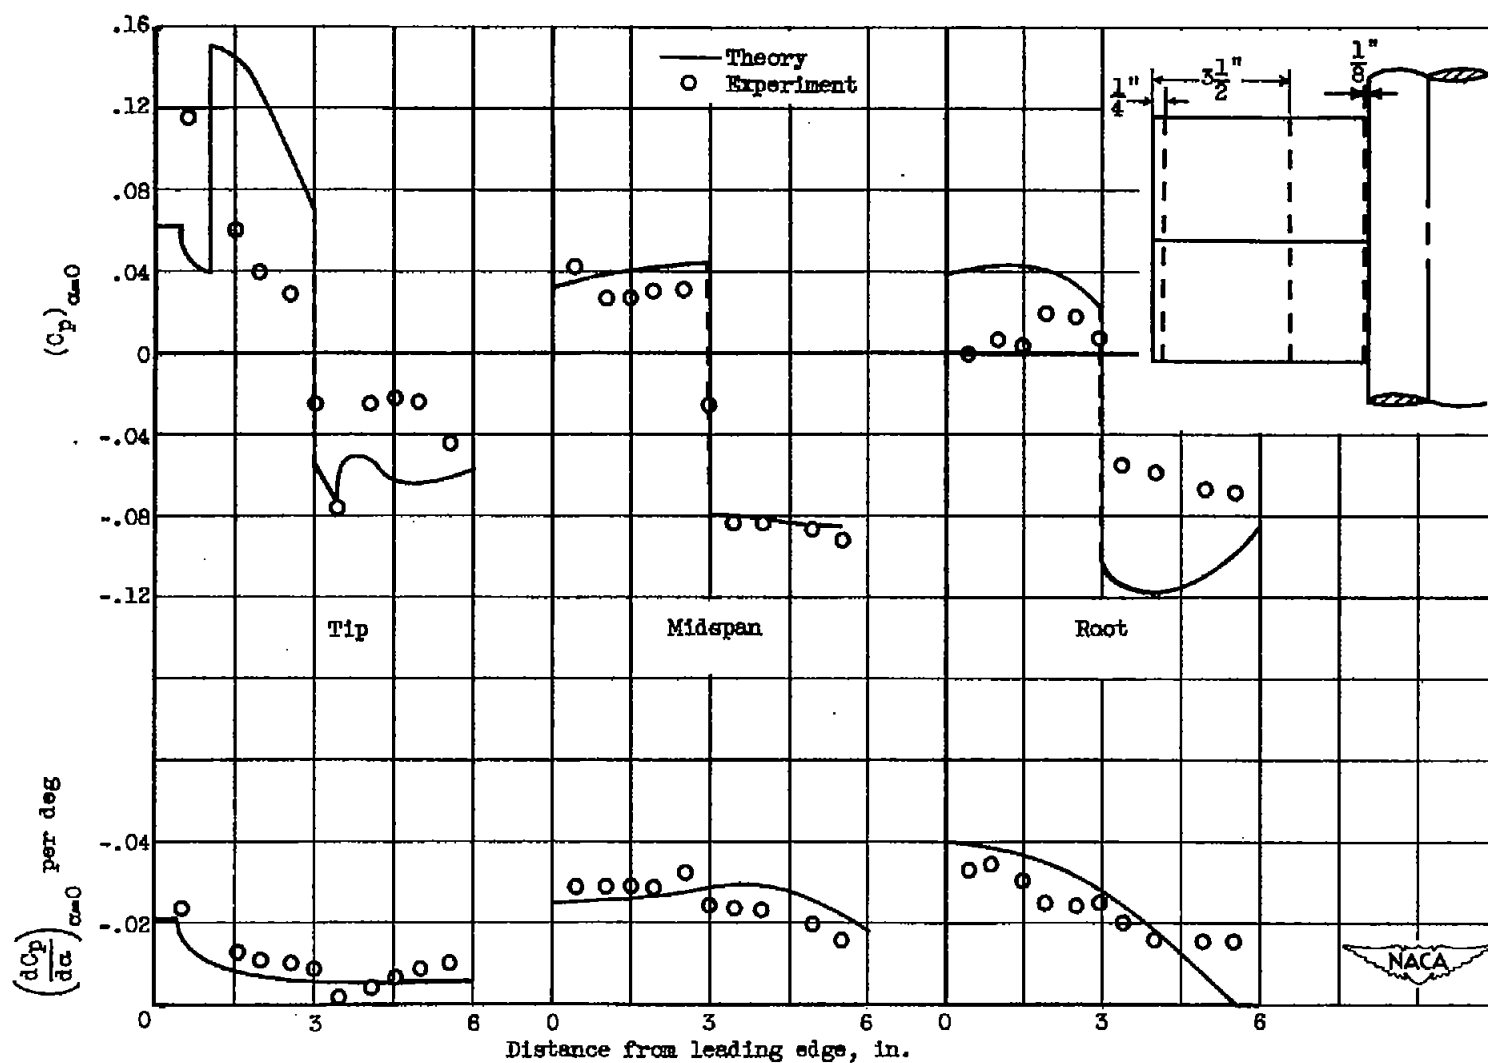 .16
.12
.08
.04
0
-.04
-.08
-.12
(Cp)α=0
Theory
Experiment
1/4"
3 1/2"
1/8"
Tip
Midspan
Root
-.04
-.02
(dCp/dα)α=0 per deg
0 3 6 0 3 6 0 3 6
Distance from leading edge, in.
NACA